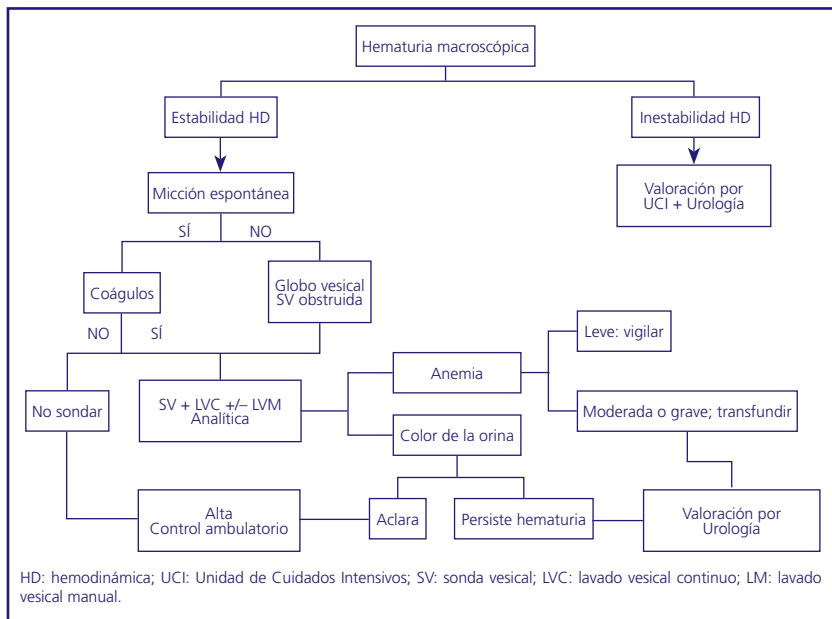 Hematuria macroscópica
Estabilidad HD
Inestabilidad HD
Micción espontánea
Valoración por
UCI + Urología
SÍ
NO
Coágulos
Globo vesical
SV obstruida
NO
SÍ
Leve: vigilar
Anemia
No sondar
SV + LVC +/– LVM
Analítica
Moderada o grave; transfundir
Color de la orina
Alta
Control ambulatorio
Aclara
Persiste hematuria
Valoración por
Urología
HD: hemodinámica; UCI: Unidad de Cuidados Intensivos; SV: sonda vesical; LVC: lavado vesical continuo; LM: lavado
vesical manual.